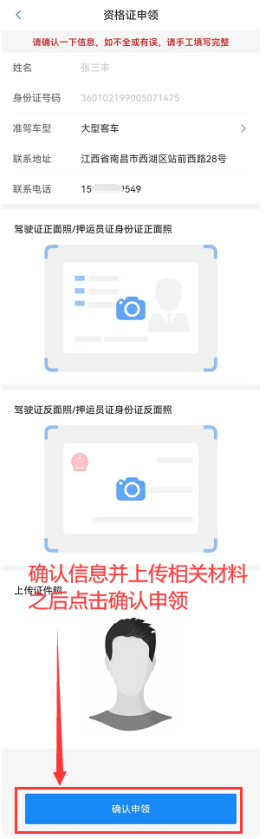 资格证申领
请确认一下信息，如不全或有误，请手工填写完整
姓名 张三丰
身份证号码 360102199005071475
准驾车型 大型客车
联系地址 江西省南昌市西湖区站前西路28号
联系电话 15 2549
驾驶证正面照/押运员证身份证正面照
驾驶证反面照/押运员证身份证反面照
确认信息并上传相关材料
上传证件照
之后点击确认申领
确认申领